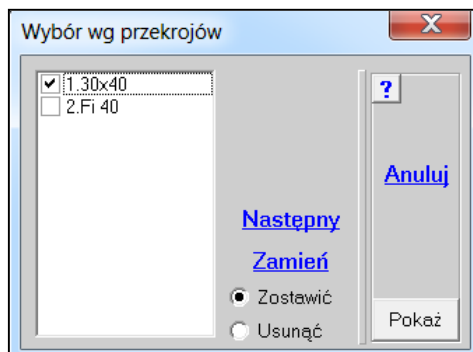 Wybór wg przekrojów
1.30x40
2.Fi 40
?
Anuluj
Następny
Zamień
Zostawić
Usunąć
Pokaż